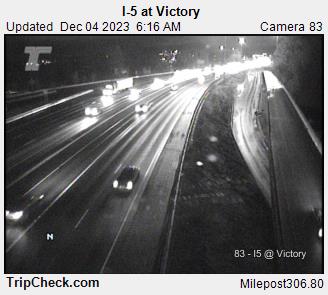 I-5 at Victory
Updated Dec 04 2023 6:16 AM Camera 83
N
83 - I5 @ Victory
TripCheck.com Milepost306.80